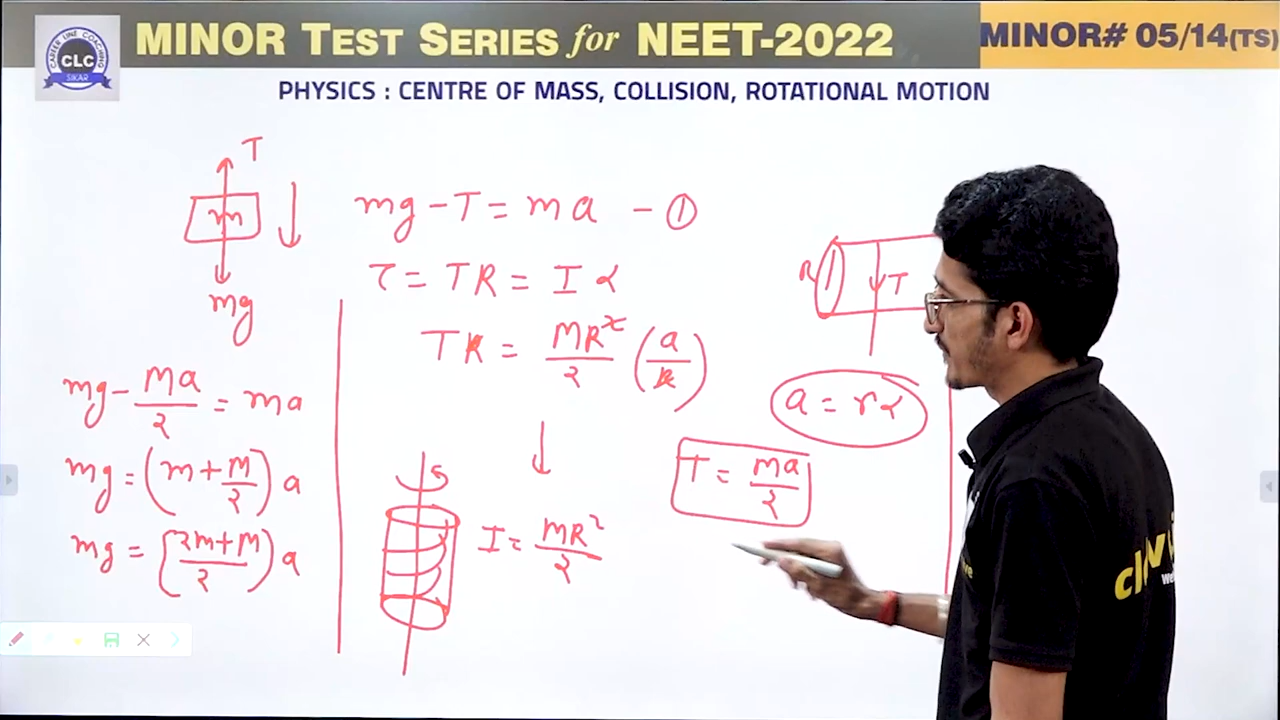 CAREER LINE COACHING
CLC
SIKAR
MINOR TEST SERIES for NEET-2022
MINOR# 05/14(TS)
PHYSICS : CENTRE OF MASS, COLLISION, ROTATIONAL MOTION
T
m
mg
mg - T = ma - ①
τ = TR = Iα
TR = MR²/2 (a/R)
R
T
a = rα
T = Ma/2
mg - Ma/2 = ma
mg = (m + M/2) a
mg = [2m+M/2] a
I = MR²/2